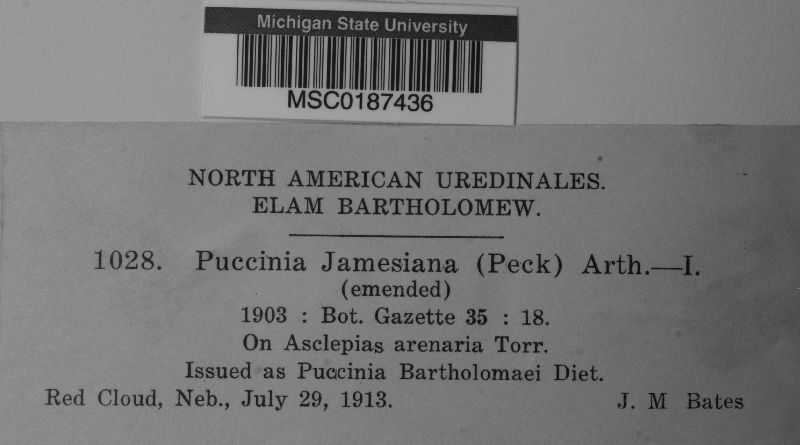 Michigan State University
MSC0187436
NORTH AMERICAN UREDINALES.
ELAM BARTHOLOMEW.
1028. Puccinia Jamesiana (Peck) Arth.—I.
(emended)
1903 : Bot. Gazette 35 : 18.
On Asclepias arenaria Torr.
Issued as Puccinia Bartholomaei Diet.
Red Cloud, Neb., July 29, 1913. J. M Bates